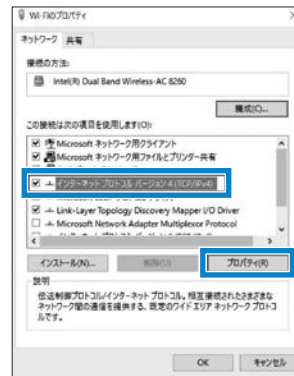 Wi-Fiのプロパティ
ネットワーク 共有
接続の方法:
Intel(R) Dual Band Wireless-AC 8260
構成(C)...
この接続は次の項目を使用します(O):
Microsoft ネットワーク用クライアント
Microsoft ネットワーク用ファイルとプリンター共有
インターネット プロトコル バージョン 4 (TCP/IPv4)
Link-Layer Topology Discovery Mapper I/O Driver
Microsoft Network Adapter Multiplexor Protocol
インストール(N)... 削除(U) プロパティ(R)
説明
伝送制御プロトコル/インターネット プロトコル。相互接続されたさまざまな
ネットワーク間の通信を提供する、既定のワイド エリア ネットワーク プロトコ
ルです。
OK キャンセル